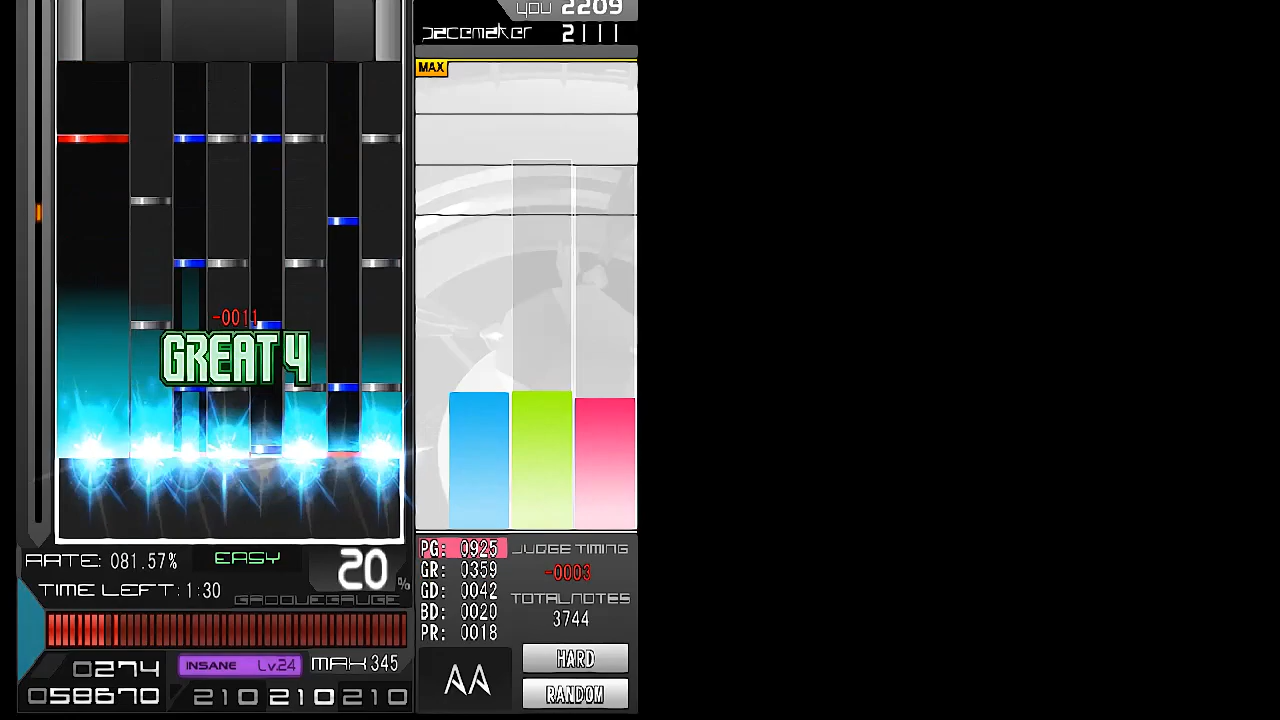 YOU 2209
pacemaker 2111
MAX
-0011
GREAT 4
RATE: 081.57% EASY 20 %
TIME LEFT: 1:30 GROOVEGAUGE
0274 INSANE Lv.24 MAX 345
058670 210 210 210
PG: 0925 JUDGE TIMING
GR: 0359 -0003
GD: 0042 TOTALNOTES
BD: 0020 3744
PR: 0018
HARD
AA
RANDOM